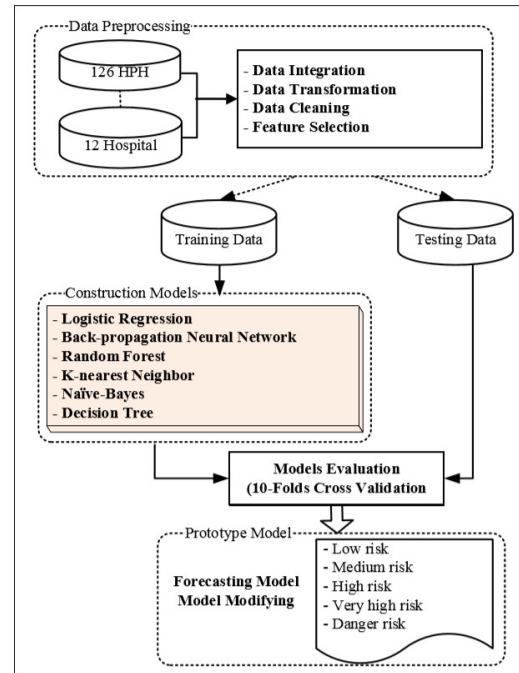 Data Preprocessing
126 HPH
12 Hospital
- Data Integration
- Data Transformation
- Data Cleaning
- Feature Selection
Training Data
Testing Data
Construction Models
- Logistic Regression
- Back-propagation Neural Network
- Random Forest
- K-nearest Neighbor
- Naïve-Bayes
- Decision Tree
Models Evaluation
(10-Folds Cross Validation
Prototype Model
Forecasting Model
Model Modifying
- Low risk
- Medium risk
- High risk
- Very high risk
- Danger risk